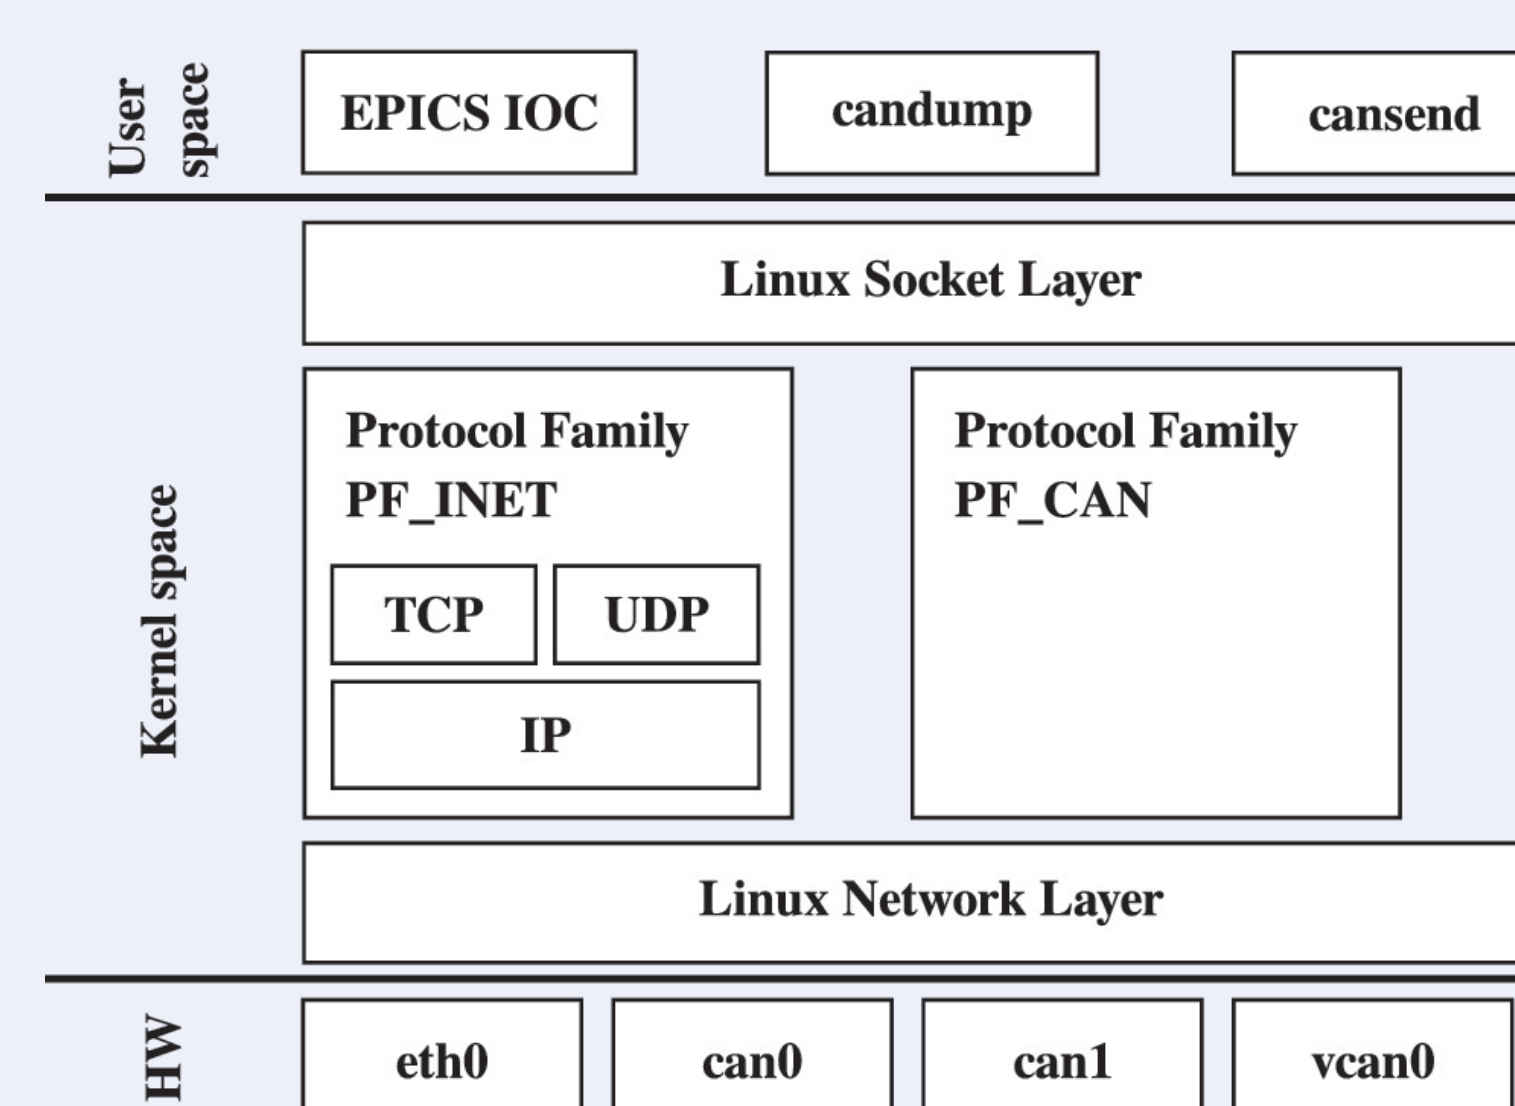 User
space
EPICS IOC
candump
cansend
Linux Socket Layer
Kernel space
Protocol Family
PF_INET
TCP
UDP
IP
Protocol Family
PF_CAN
Linux Network Layer
HW
eth0
can0
can1
vcan0